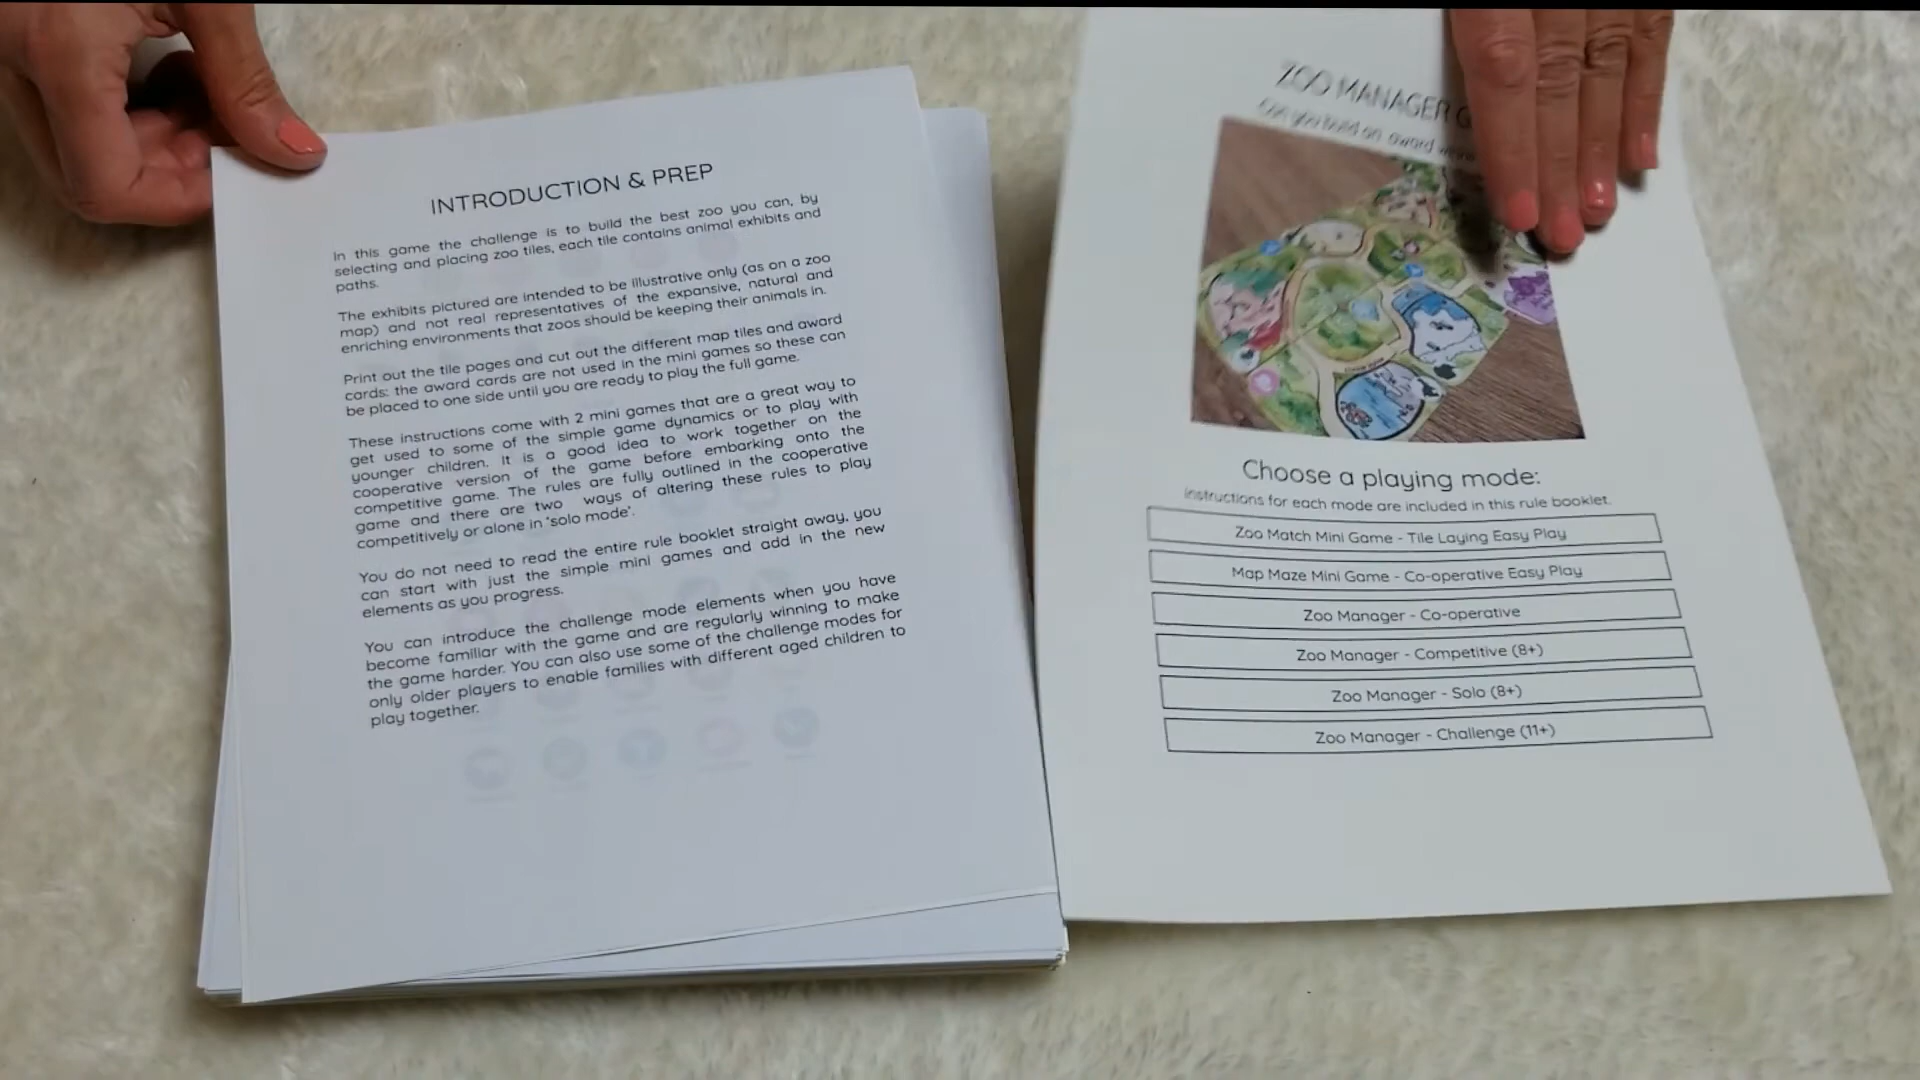 INTRODUCTION & PREP
In this game the challenge is to build the best zoo you can, by
selecting and placing zoo tiles, each tile contains animal exhibits and
paths.
The exhibits pictured are intended to be illustrative only (as on a zoo
map) and not real representatives of the expansive, natural and
enriching environments that zoos should be keeping their animals in.
Print out the tile pages and cut out the different map tiles and award
cards: the award cards are not used in the mini games so these can
be placed to one side until you are ready to play the full game.
These instructions come with 2 mini games that are a great way to
get used to some of the simple game dynamics or to play with
younger children. It is a good idea to work together on the
cooperative version of the game before embarking onto the
competitive game. The rules are fully outlined in the cooperative
game and there are two ways of altering these rules to play
competitively or alone in 'solo mode'.
You do not need to read the entire rule booklet straight away, you
can start with just the simple mini games and add in the new
elements as you progress.
You can introduce the challenge mode elements when you have
become familiar with the game and are regularly winning to make
the game harder. You can also use some of the challenge modes for
only older players to enable families with different aged children to
play together.
ZOO MANAGER G
Can you build an award
Choose a playing mode:
Instructions for each mode are included in this rule booklet.
Zoo Match Mini Game - Tile Laying Easy Play
Map Maze Mini Game - Co-operative Easy Play
Zoo Manager - Co-operative
Zoo Manager - Competitive (8+)
Zoo Manager - Solo (8+)
Zoo Manager - Challenge (11+)